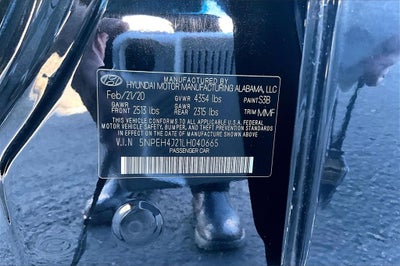 MANUFACTURED BY
HYUNDAI MOTOR MANUFACTURING ALABAMA, LLC
Feb/21/20 GVWR 4354 lbs PAINT S3B
GAWR FRONT 2513 lbs GAWR REAR 2315 lbs TRIM MMF
THIS VEHICLE CONFORMS TO ALL APPLICABLE U.S. FEDERAL
MOTOR VEHICLE SAFETY, BUMPER, AND THEFT PREVENTION STANDARDS
IN EFFECT ON THE DATE OF MANUFACTURE SHOWN ABOVE.
V.I.N 5NPEH4J21LH040665
PASSENGER CAR